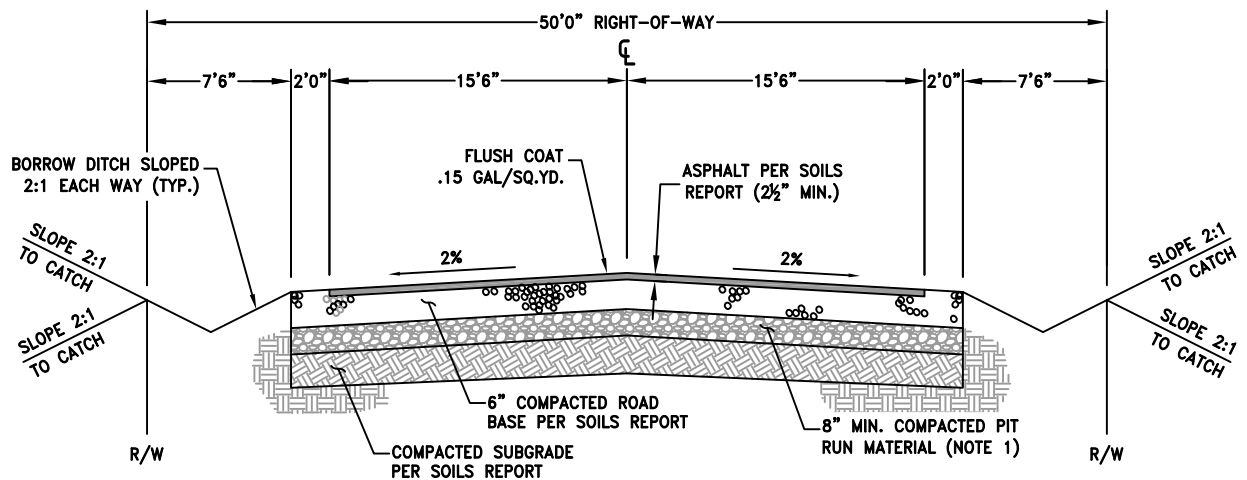 50'0" RIGHT-OF-WAY
℄
7'6"
2'0"
15'6"
15'6"
2'0"
7'6"
BORROW DITCH SLOPED
2:1 EACH WAY (TYP.)
FLUSH COAT
.15 GAL/SQ.YD.
ASPHALT PER SOILS
REPORT (2½" MIN.)
SLOPE 2:1
TO CATCH
SLOPE 2:1
TO CATCH
2%
2%
SLOPE 2:1
TO CATCH
SLOPE 2:1
TO CATCH
6" COMPACTED ROAD
BASE PER SOILS REPORT
8" MIN. COMPACTED PIT
RUN MATERIAL (NOTE 1)
COMPACTED SUBGRADE
PER SOILS REPORT
R/W
R/W